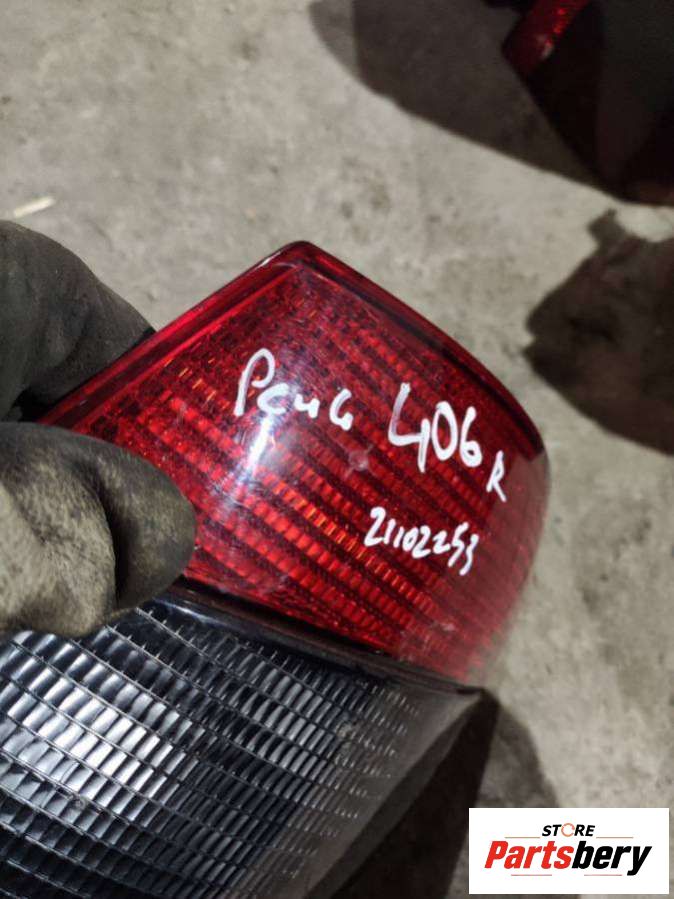 Peug 406 R
21102253
STORE
Partsbery